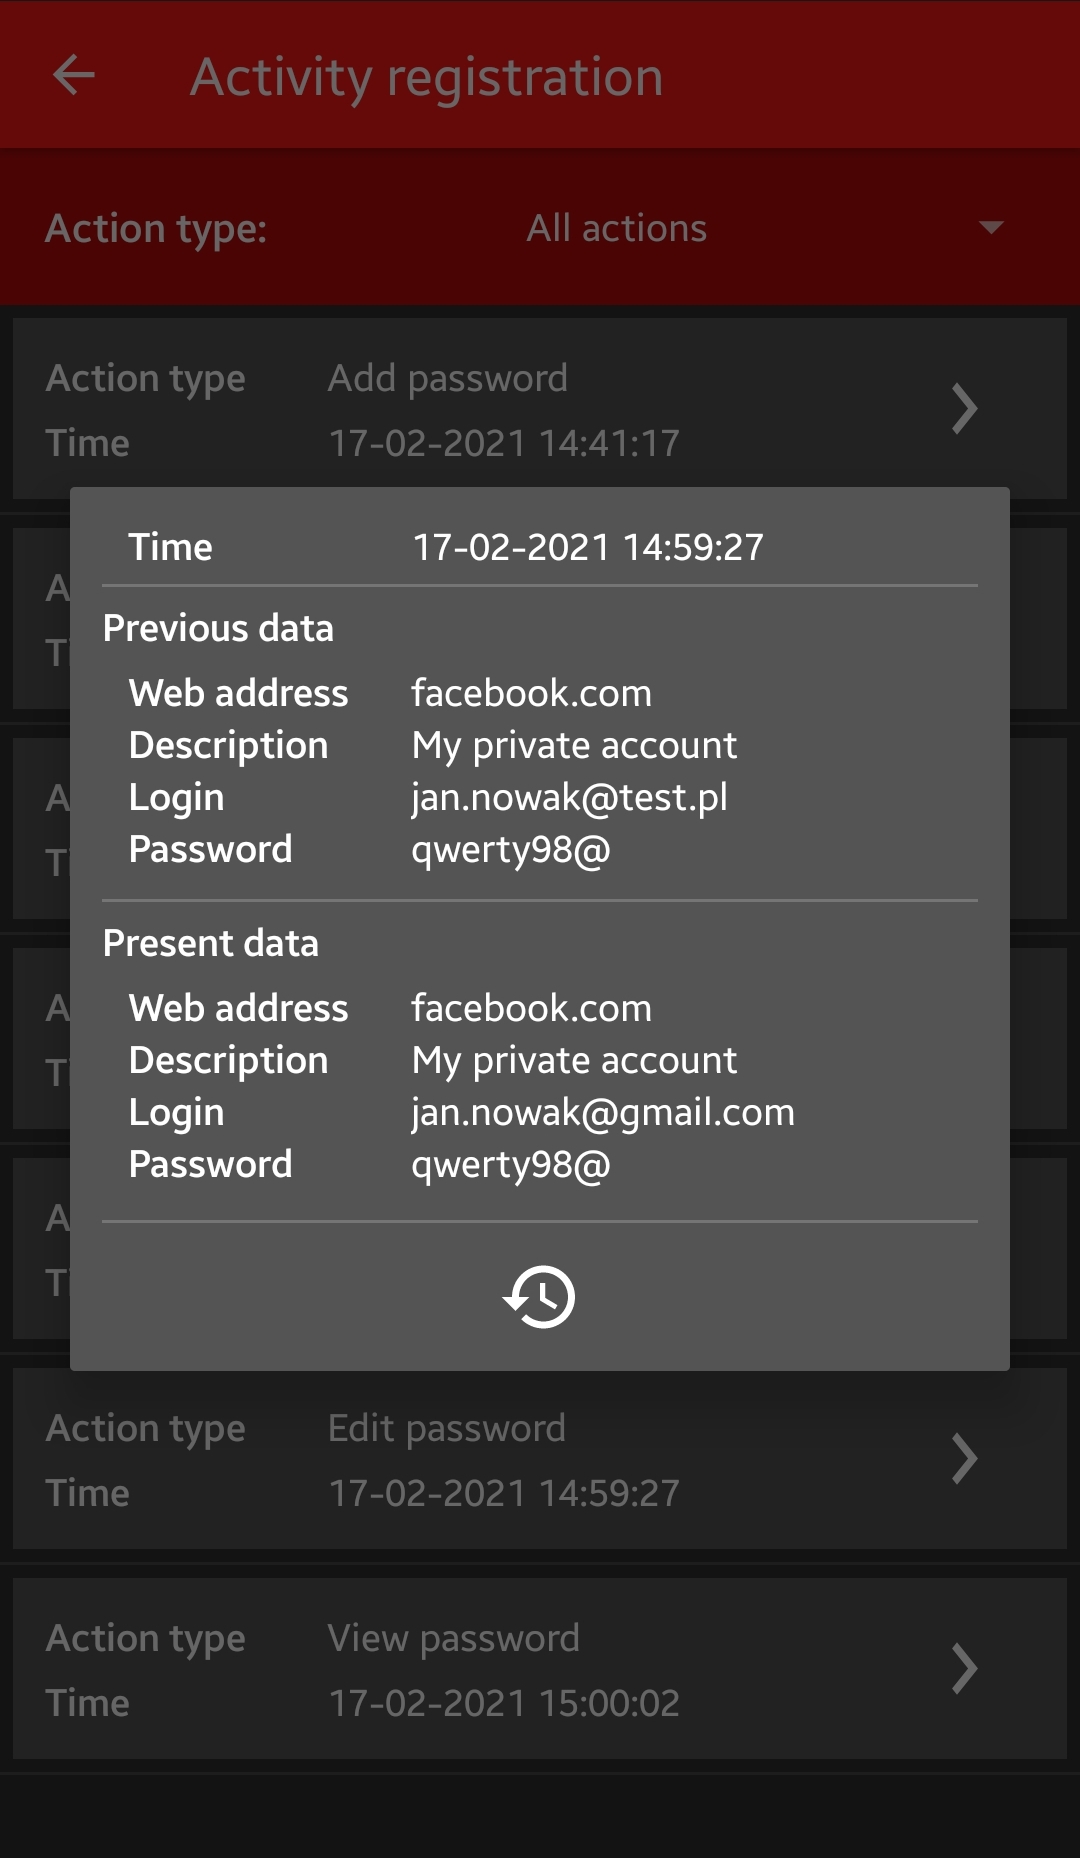 Activity registration
Action type: All actions
Action type Add password
Time 17-02-2021 14:41:17
Time 17-02-2021 14:59:27
Previous data
Web address facebook.com
Description My private account
Login jan.nowak@test.pl
Password qwerty98@
Present data
Web address facebook.com
Description My private account
Login jan.nowak@gmail.com
Password qwerty98@
Action type Edit password
Time 17-02-2021 14:59:27
Action type View password
Time 17-02-2021 15:00:02